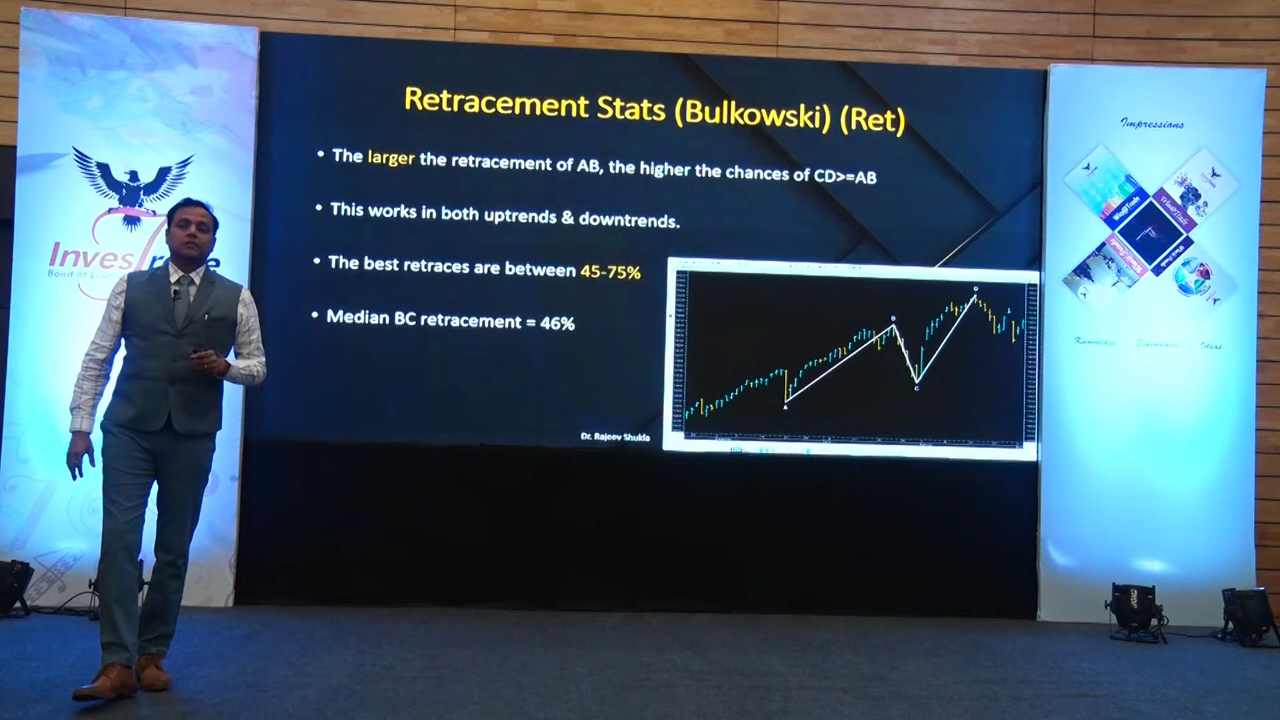 Retracement Stats (Bulkowski) (Ret)
• The larger the retracement of AB, the higher the chances of CD>=AB
• This works in both uptrends & downtrends.
• The best retraces are between 45-75%
• Median BC retracement = 46%
Dr. Rajeev Shukla
A
C
Inves
Impressions
Ideas